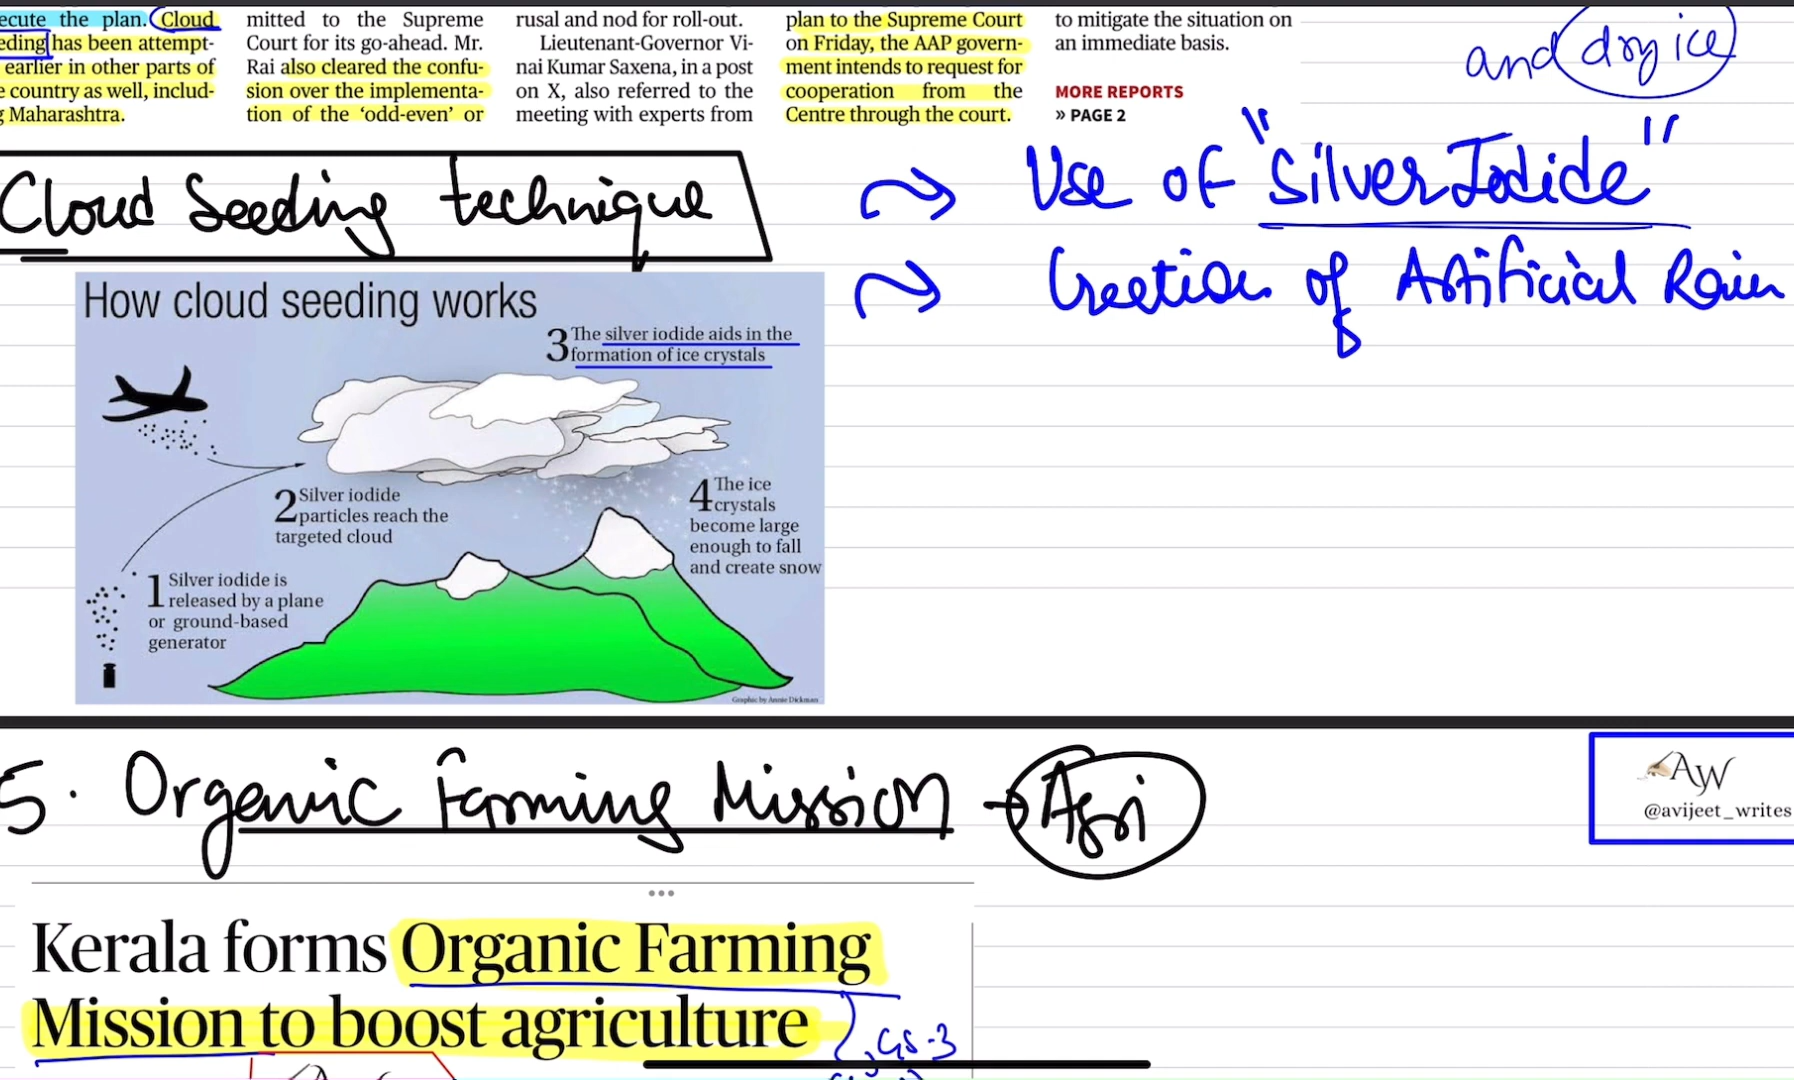 ecute the plan. Cloud
eding has been attempt-
earlier in other parts of
e country as well, includ-
g Maharashtra.
mitted to the Supreme
Court for its go-ahead. Mr.
Rai also cleared the confu-
sion over the implementa-
tion of the ‘odd-even’ or
rusal and nod for roll-out.
Lieutenant-Governor Vi-
nai Kumar Saxena, in a post
on X, also referred to the
meeting with experts from
plan to the Supreme Court
on Friday, the AAP govern-
ment intends to request for
cooperation from the
Centre through the court.
to mitigate the situation on
an immediate basis.
MORE REPORTS
» PAGE 2
and dry ice
Cloud Seeding technique
Use of "Silver Iodide"
Creation of Artificial Rain
How cloud seeding works
3 The silver iodide aids in the
formation of ice crystals
2 Silver iodide
particles reach the
targeted cloud
4 The ice
crystals
become large
enough to fall
and create snow
1 Silver iodide is
released by a plane
or ground-based
generator
Graphic by Annie Dickman
5. Organic Farming Mission → Agri
AW
@avijeet_writes
Kerala forms Organic Farming
Mission to boost agriculture
GS-3